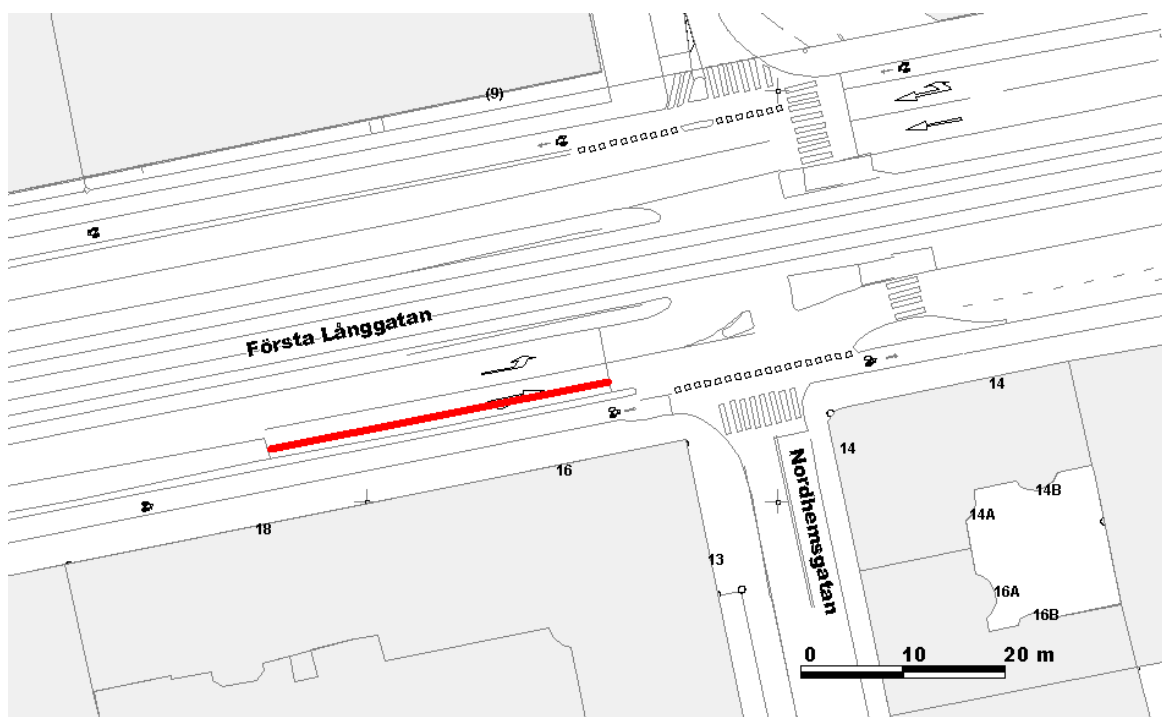 (9)
Första Långgatan
14
16
14
14B
14A
18
Nordhemsgatan
13
16A
16B
0 10 20 m